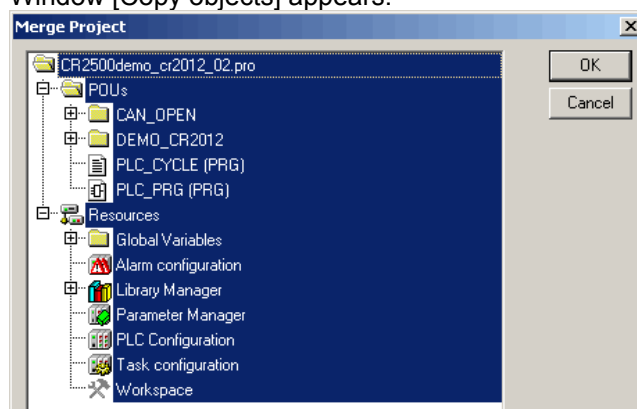 Window [Copy objects] appears.
Merge Project
CR2500demo_cr2012_02.pro
OK
POUs
Cancel
CAN_OPEN
DEMO_CR2012
PLC_CYCLE (PRG)
PLC_PRG (PRG)
Resources
Global Variables
Alarm configuration
Library Manager
Parameter Manager
PLC Configuration
Task configuration
Workspace